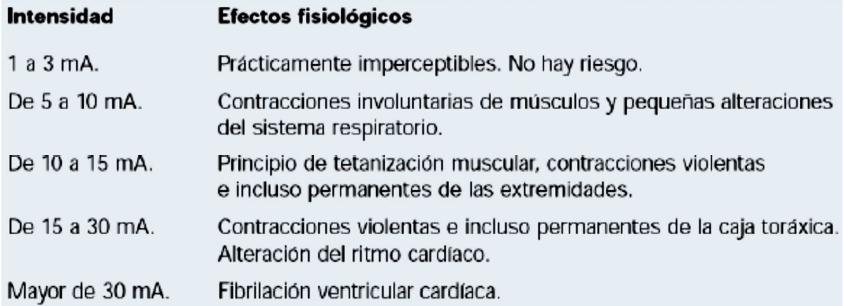 Intensidad Efectos fisiológicos
1 a 3 mA. Prácticamente imperceptibles. No hay riesgo.
De 5 a 10 mA. Contracciones involuntarias de músculos y pequeñas alteraciones
del sistema respiratorio.
De 10 a 15 mA. Principio de tetanización muscular, contracciones violentas
e incluso permanentes de las extremidades.
De 15 a 30 mA. Contracciones violentas e incluso permanentes de la caja toráxica.
Alteración del ritmo cardíaco.
Mayor de 30 mA. Fibrilación ventricular cardíaca.